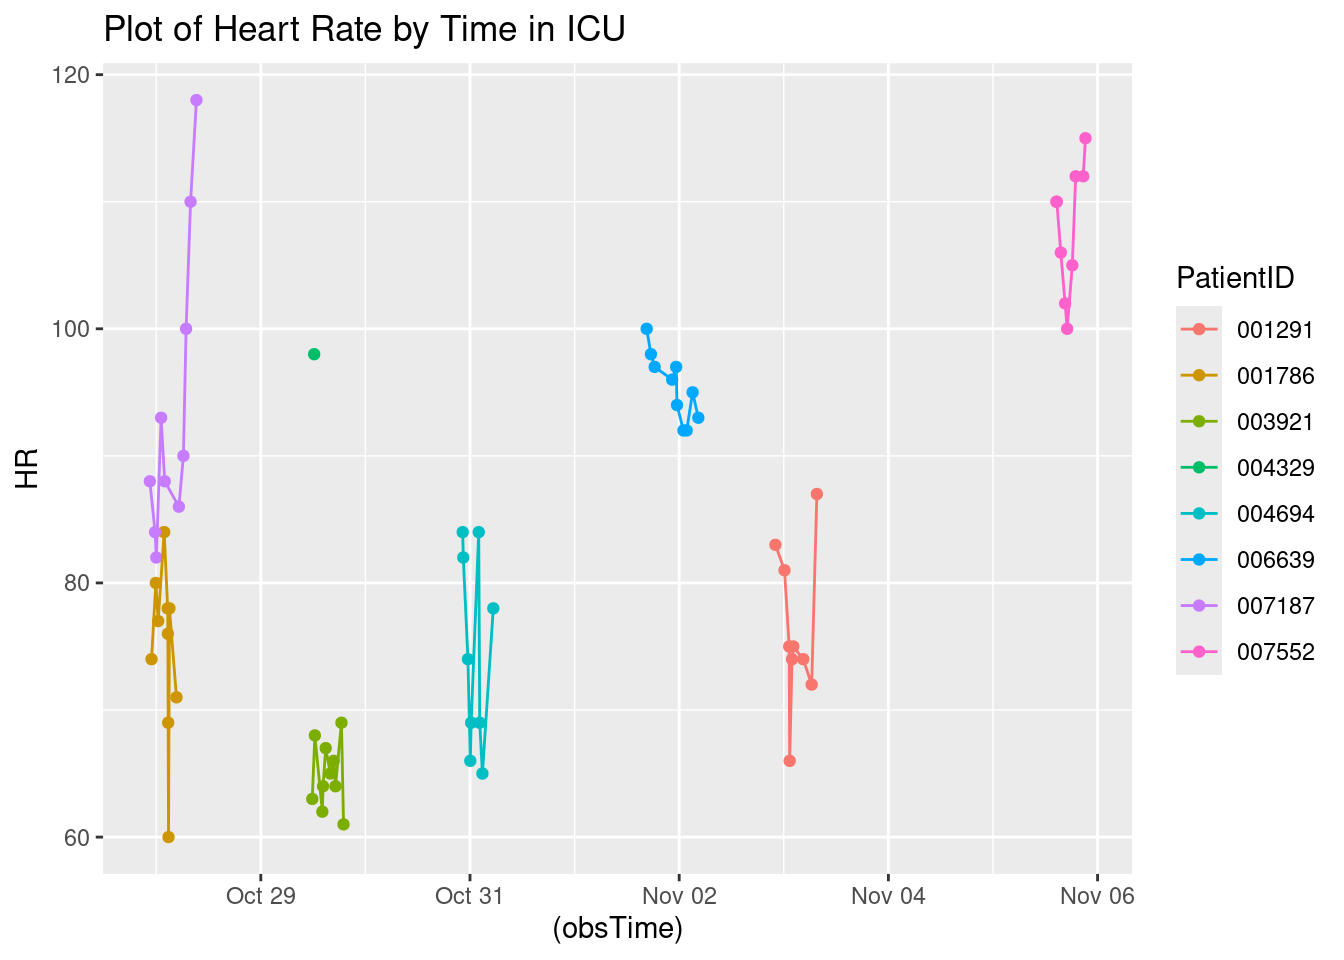 Plot of Heart Rate by Time in ICU
120
100
80
60
HR
Oct 29
Oct 31
Nov 02
Nov 04
Nov 06
(obsTime)
PatientID
001291
001786
003921
004329
004694
006639
007187
007552